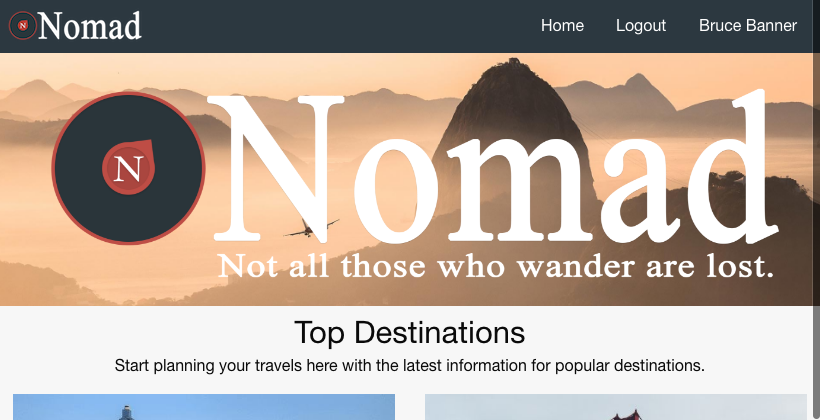 N Nomad
Home Logout Bruce Banner
N Nomad
Not all those who wander are lost.
Top Destinations
Start planning your travels here with the latest information for popular destinations.